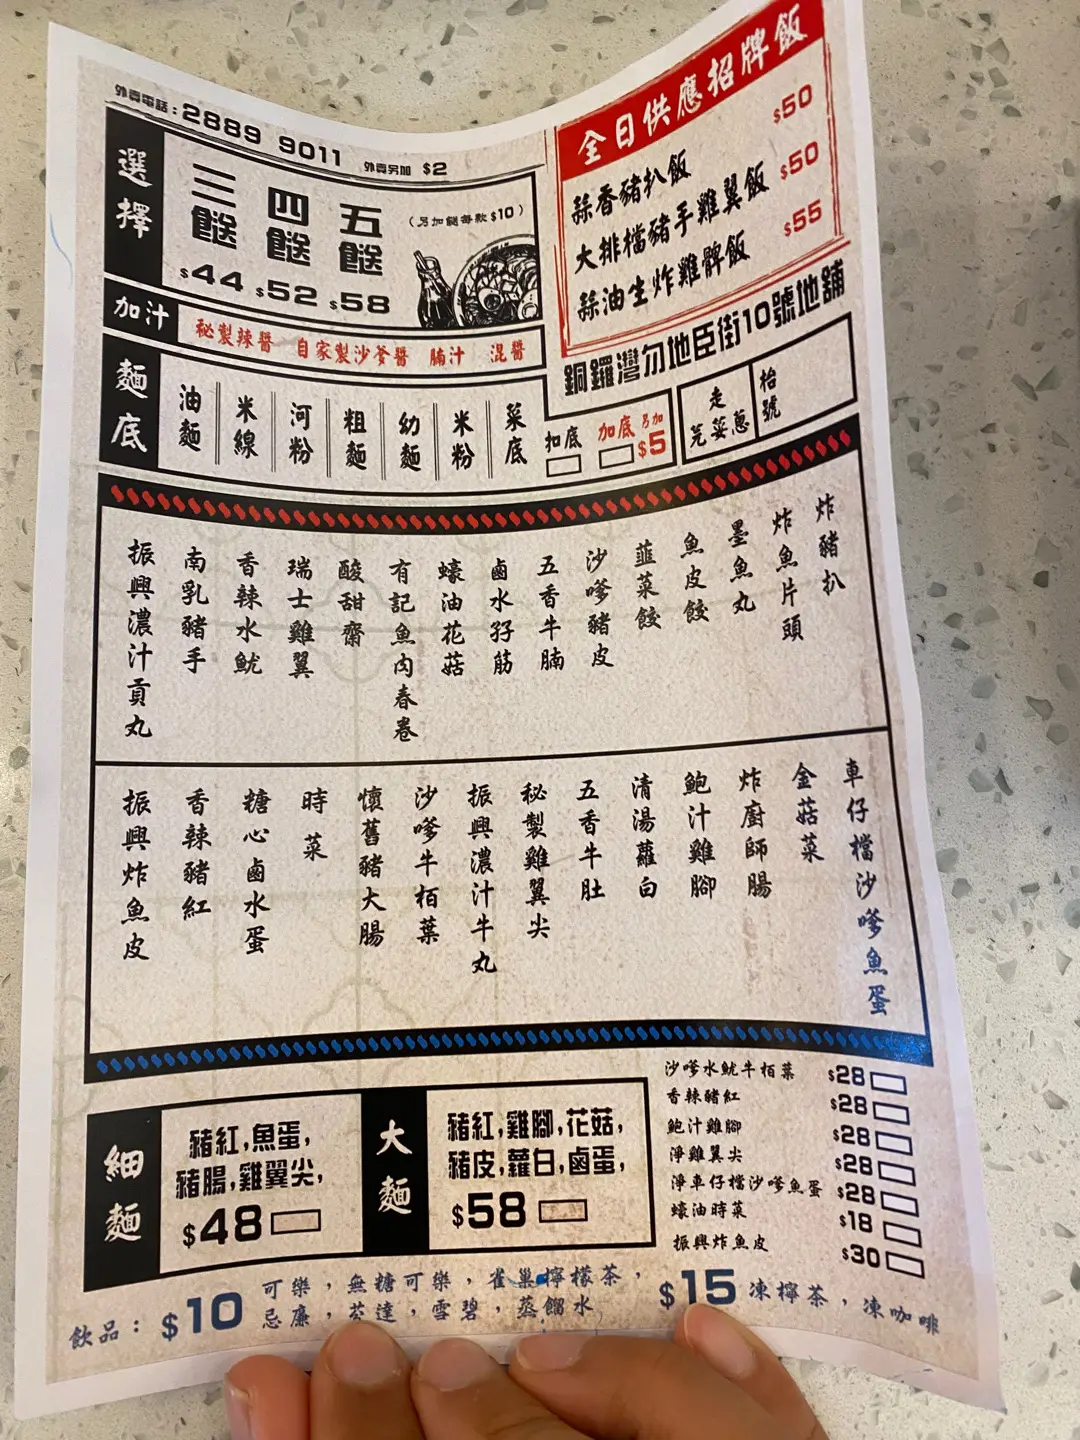 外賣電話：2889 9011 外賣另加 $2
選擇
三餸 四餸 五餸
（另加餸每款$10）
$44 $52 $58
加汁
秘製辣醬 自家製沙爹醬 腩汁 混醬
麵底
油麵 米線 河粉 粗麵 幼麵 米粉 菜底
扣底
加底 另加$5
全日供應招牌飯
蒜香豬扒飯 $50
大排檔豬手雞翼飯 $50
蒜油生炸雞髀飯 $55
銅鑼灣勿地臣街10號地舖
走
芫荽蔥
枱號
振興濃汁貢丸
南乳豬手
香辣水魷
瑞士雞翼
酸甜齋
有記魚肉春卷
蠔油花菇
鹵水孖筋
五香牛腩
沙嗲豬皮
韮菜餃
魚皮餃
墨魚丸
炸魚片頭
炸豬扒
振興炸魚皮
香辣豬紅
糖心鹵水蛋
時菜
懷舊豬大腸
沙嗲牛栢葉
振興濃汁牛丸
秘製雞翼尖
五香牛肚
清湯蘿白
鮑汁雞腳
炸廚師腸
金菇菜
車仔檔沙嗲魚蛋
細麵
豬紅,魚蛋,
豬腸,雞翼尖,
$48
大麵
豬紅,雞腳,花菇,
豬皮,蘿白,鹵蛋,
$58
沙嗲水魷牛栢葉 $28
香辣豬紅 $28
鮑汁雞腳 $28
淨雞翼尖 $28
淨車仔檔沙嗲魚蛋 $28
蠔油時菜 $18
振興炸魚皮 $30
飲品：$10
可樂，無糖可樂，雀巢檸檬茶，
忌廉，芬達，雪碧，蒸餾水
$15 凍檸茶，凍咖啡